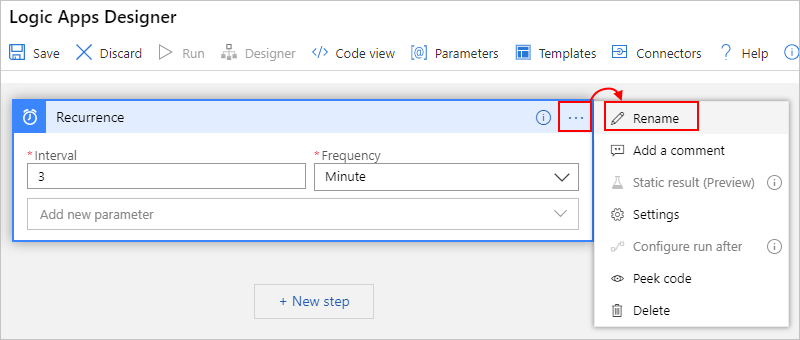 Logic Apps Designer
Save Discard Run Designer </> Code view [@] Parameters Templates Connectors ? Help
Recurrence ...
* Interval * Frequency
3 Minute
Add new parameter
+ New step
Rename
Add a comment
Static result (Preview)
Settings
Configure run after
Peek code
Delete